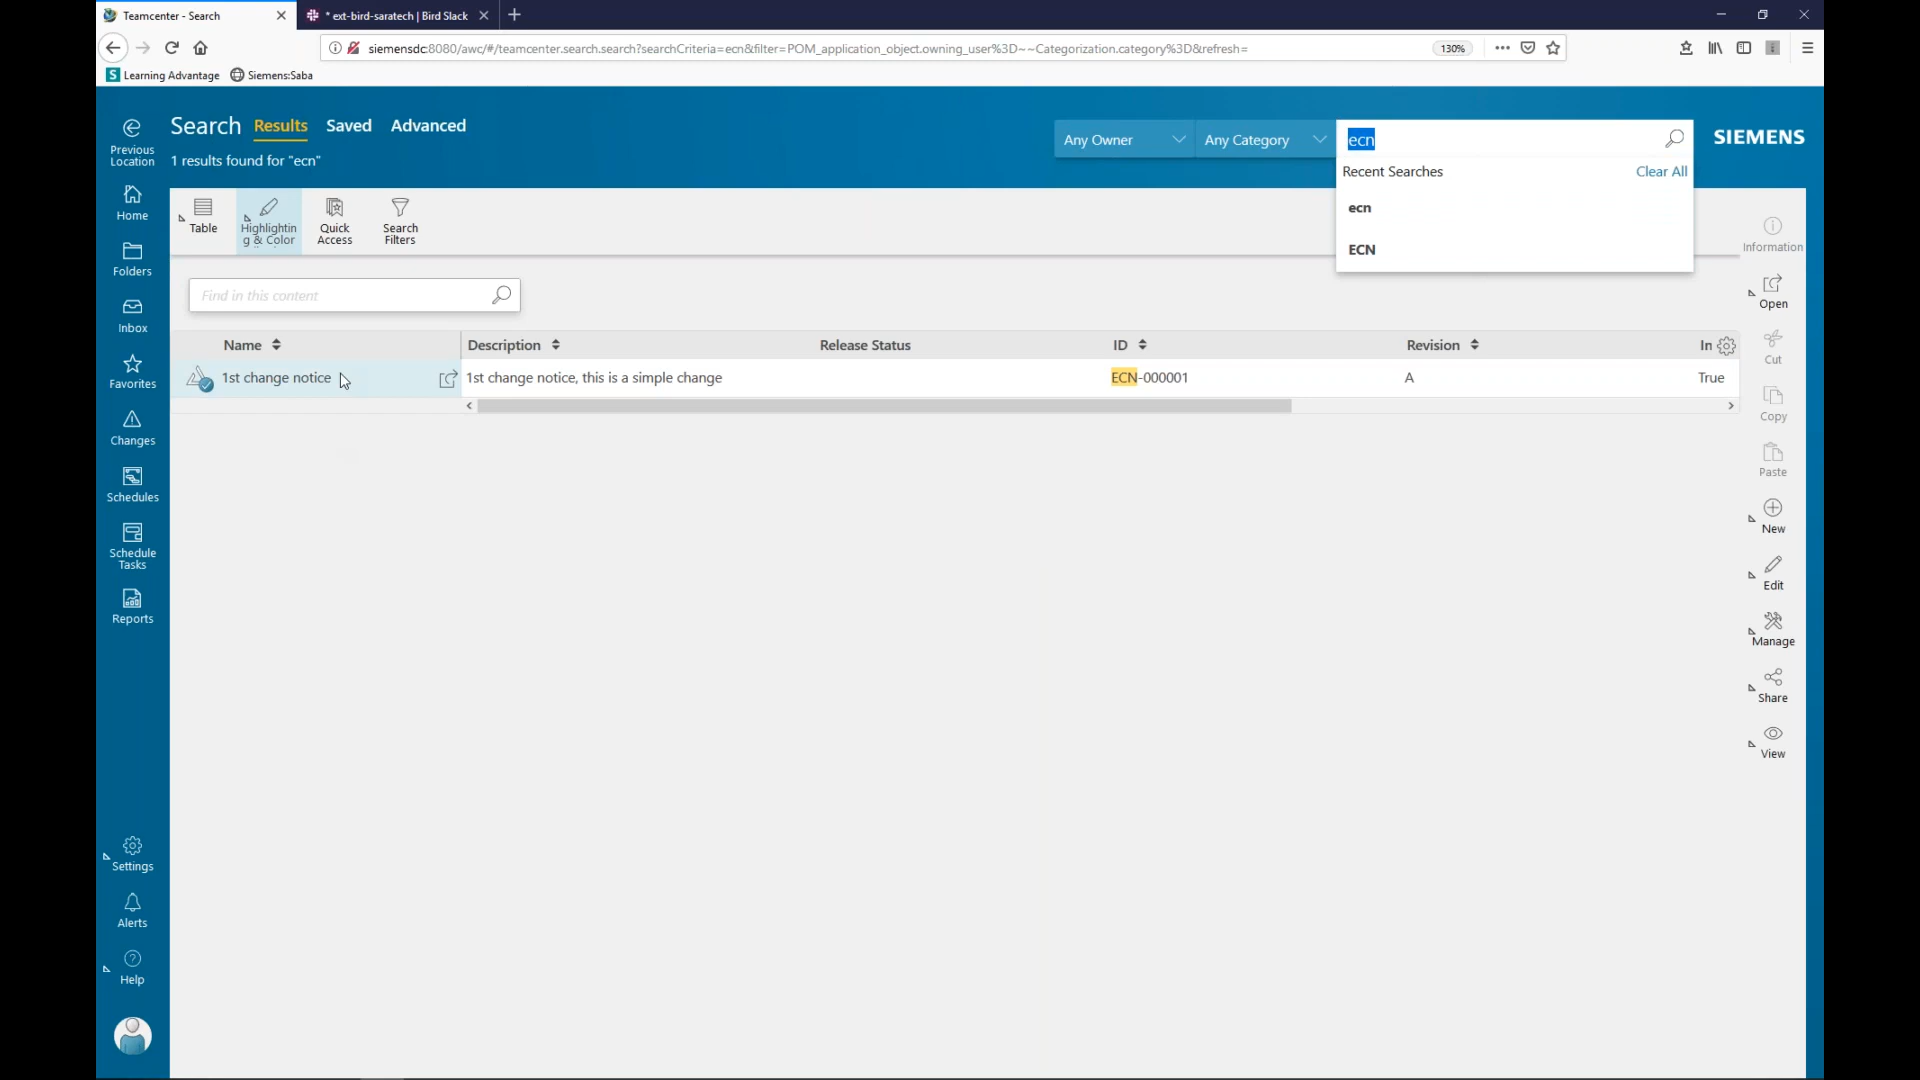 Teamcenter - Search
* ext-bird-saratech | Bird Slack
siemensdc:8080/awc/#/teamcenter.search.search?searchCriteria=ecn&filter=POM_application_object.owning_user%3D~~Categorization.category%3D&refresh=
130%
S Learning Advantage
Siemens:Saba
Previous
Location
Search
Results
Saved
Advanced
1 results found for "ecn"
Any Owner
Any Category
ecn
SIEMENS
Recent Searches
Clear All
ecn
ECN
Home
Folders
Inbox
Favorites
Changes
Schedules
Schedule
Tasks
Reports
Settings
Alerts
Help
Table
Highlightin
g & Color
Quick
Access
Search
Filters
Find in this content
Name
Description
Release Status
ID
Revision
In
1st change notice
1st change notice, this is a simple change
ECN-000001
A
True
Information
Open
Cut
Copy
Paste
New
Edit
Manage
Share
View